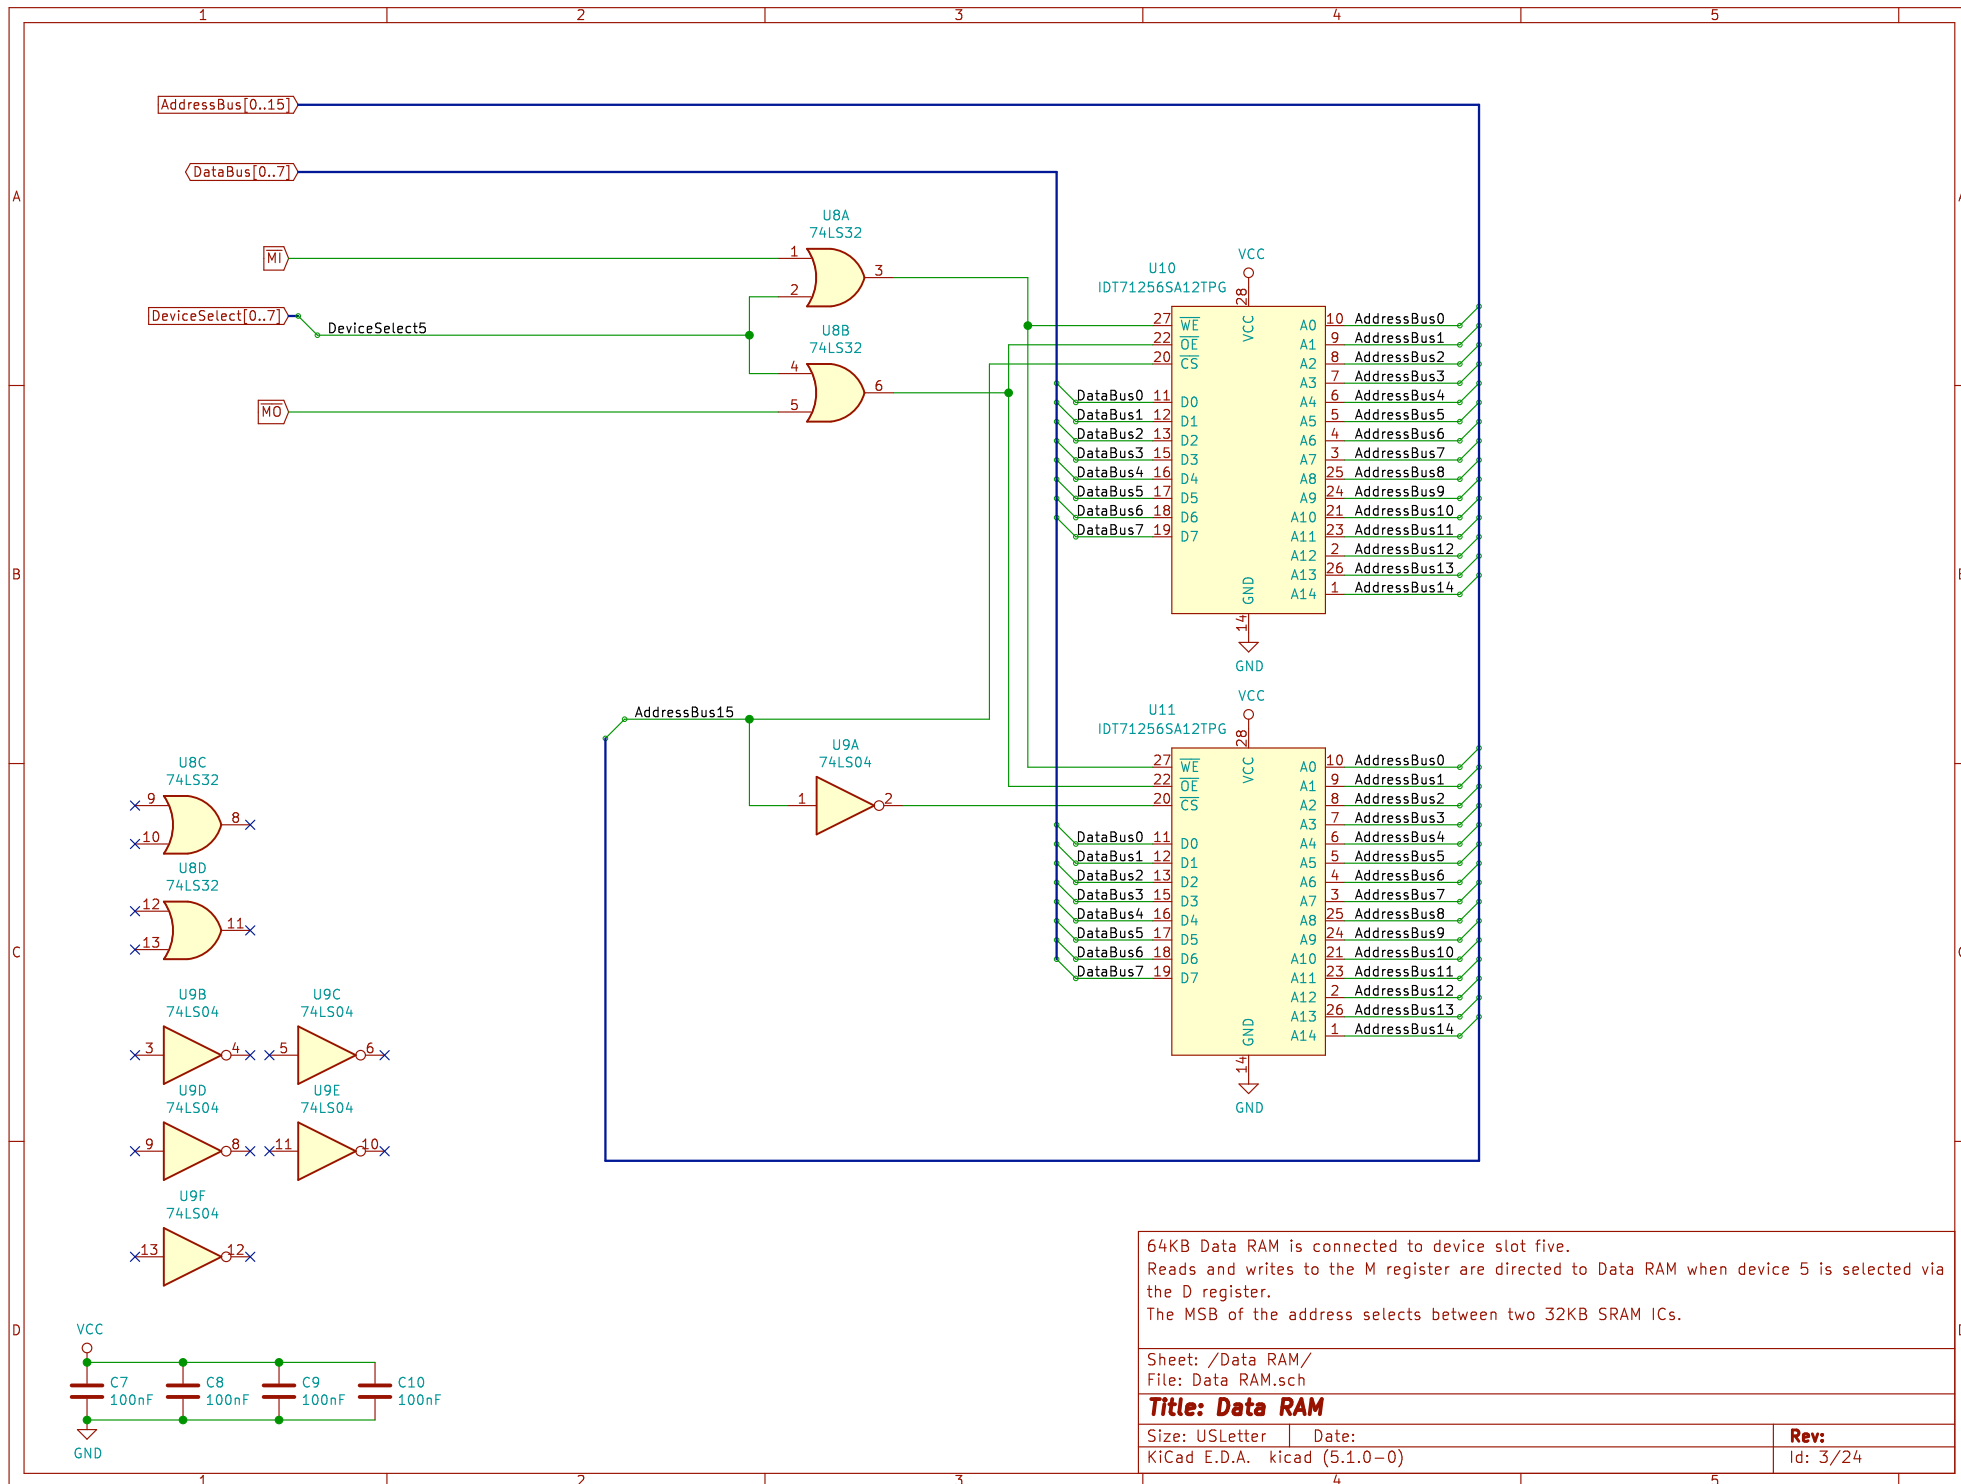 1 2 3 4 5
A
B
C
D
AddressBus[0..15]
DataBus[0..7]
MI
DeviceSelect[0..7]
DeviceSelect5
MO
U8A
74LS32
1
2
3
U8B
74LS32
4
5
6
U10
IDT71256SA12TPG
VCC
28
VCC
27 WE A0 10 AddressBus0
22 OE A1 9 AddressBus1
20 CS A2 8 AddressBus2
A3 7 AddressBus3
DataBus0 11 D0 A4 6 AddressBus4
DataBus1 12 D1 A5 5 AddressBus5
DataBus2 13 D2 A6 4 AddressBus6
DataBus3 15 D3 A7 3 AddressBus7
DataBus4 16 D4 A8 25 AddressBus8
DataBus5 17 D5 A9 24 AddressBus9
DataBus6 18 D6 A10 21 AddressBus10
DataBus7 19 D7 A11 23 AddressBus11
A12 2 AddressBus12
A13 26 AddressBus13
A14 1 AddressBus14
GND
14
GND
AddressBus15
U9A
74LS04
1 2
U11
IDT71256SA12TPG
VCC
28
VCC
27 WE A0 10 AddressBus0
22 OE A1 9 AddressBus1
20 CS A2 8 AddressBus2
A3 7 AddressBus3
DataBus0 11 D0 A4 6 AddressBus4
DataBus1 12 D1 A5 5 AddressBus5
DataBus2 13 D2 A6 4 AddressBus6
DataBus3 15 D3 A7 3 AddressBus7
DataBus4 16 D4 A8 25 AddressBus8
DataBus5 17 D5 A9 24 AddressBus9
DataBus6 18 D6 A10 21 AddressBus10
DataBus7 19 D7 A11 23 AddressBus11
A12 2 AddressBus12
A13 26 AddressBus13
A14 1 AddressBus14
GND
14
GND
U8C
74LS32
9
10
8
U8D
74LS32
12
13
11
U9B
74LS04
3 4
U9C
74LS04
5 6
U9D
74LS04
9 8
U9E
74LS04
11 10
U9F
74LS04
13 12
VCC
C7
100nF
C8
100nF
C9
100nF
C10
100nF
GND
64KB Data RAM is connected to device slot five.
Reads and writes to the M register are directed to Data RAM when device 5 is selected via
the D register.
The MSB of the address selects between two 32KB SRAM ICs.
Sheet: /Data RAM/
File: Data RAM.sch
Title: Data RAM
Size: USLetter Date: Rev:
KiCad E.D.A. kicad (5.1.0-0) Id: 3/24
1 2 3 4 5